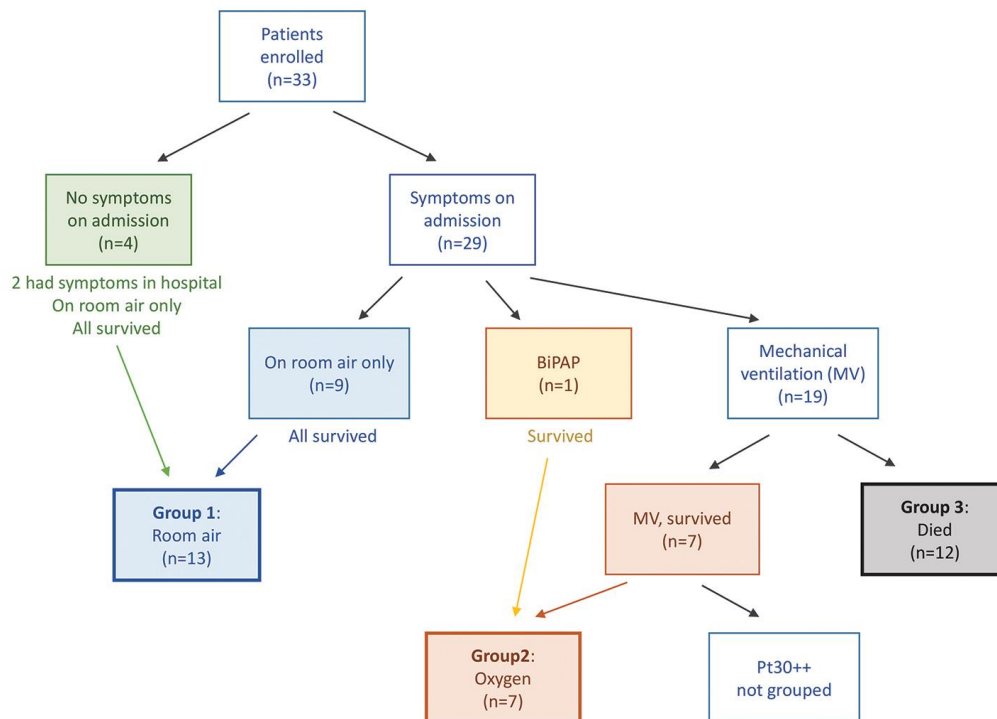 Patients
enrolled
(n=33)
No symptoms
on admission
(n=4)
Symptoms on
admission
(n=29)
2 had symptoms in hospital
On room air only
All survived
On room air only
(n=9)
All survived
BiPAP
(n=1)
Survived
Mechanical
ventilation (MV)
(n=19)
Group 1:
Room air
(n=13)
MV, survived
(n=7)
Group 3:
Died
(n=12)
Group2:
Oxygen
(n=7)
Pt30++
not grouped